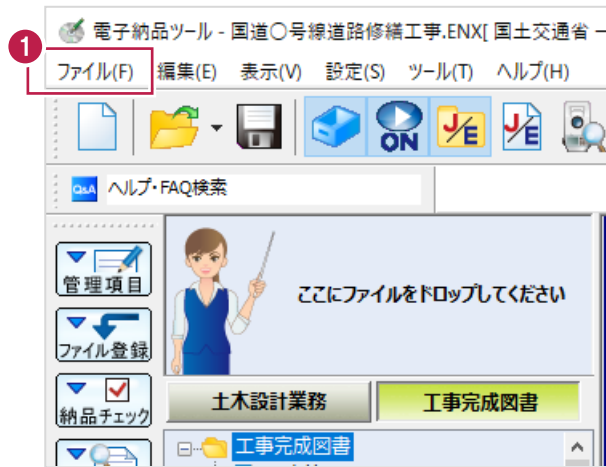 電子納品ツール - 国道〇号線道路修繕工事.ENX[ 国土交通省 –
1
ファイル(F) 編集(E) 表示(V) 設定(S) ツール(T) ヘルプ(H)
ON J/E J/E
Q&A ヘルプ・FAQ検索
管理項目
ここにファイルをドロップしてください
ファイル登録
納品チェック
土木設計業務 工事完成図書
工事完成図書